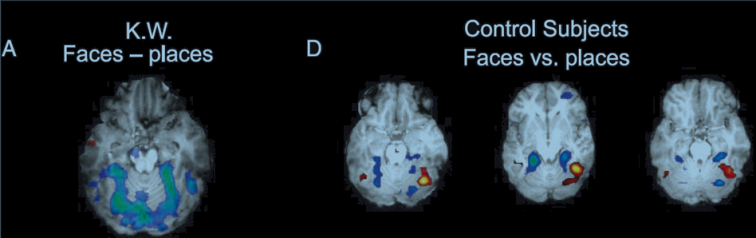 A
K.W.
Faces – places
D
Control Subjects
Faces vs. places